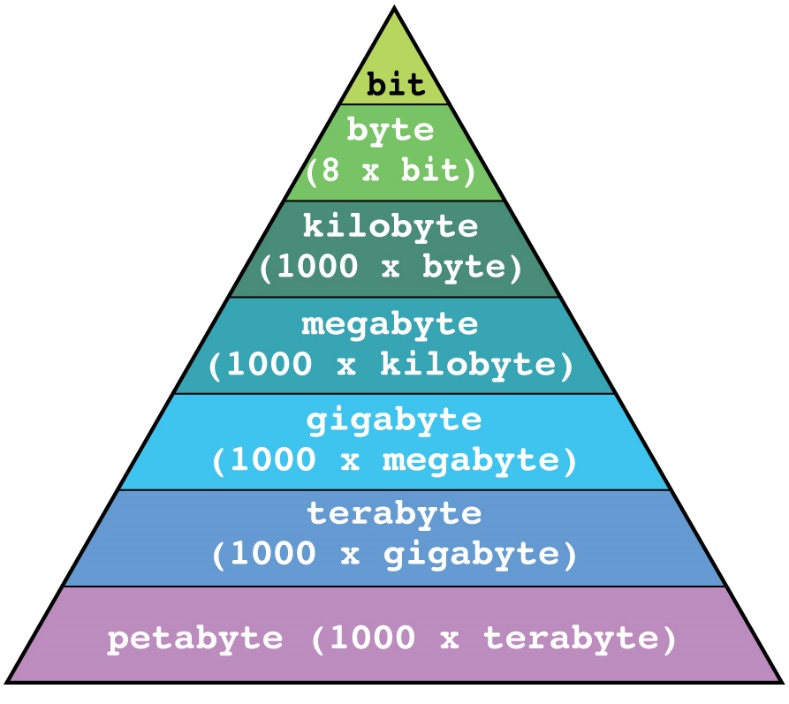 bit
byte
(8 x bit)
kilobyte
(1000 x byte)
megabyte
(1000 x kilobyte)
gigabyte
(1000 x megabyte)
terabyte
(1000 x gigabyte)
petabyte (1000 x terabyte)